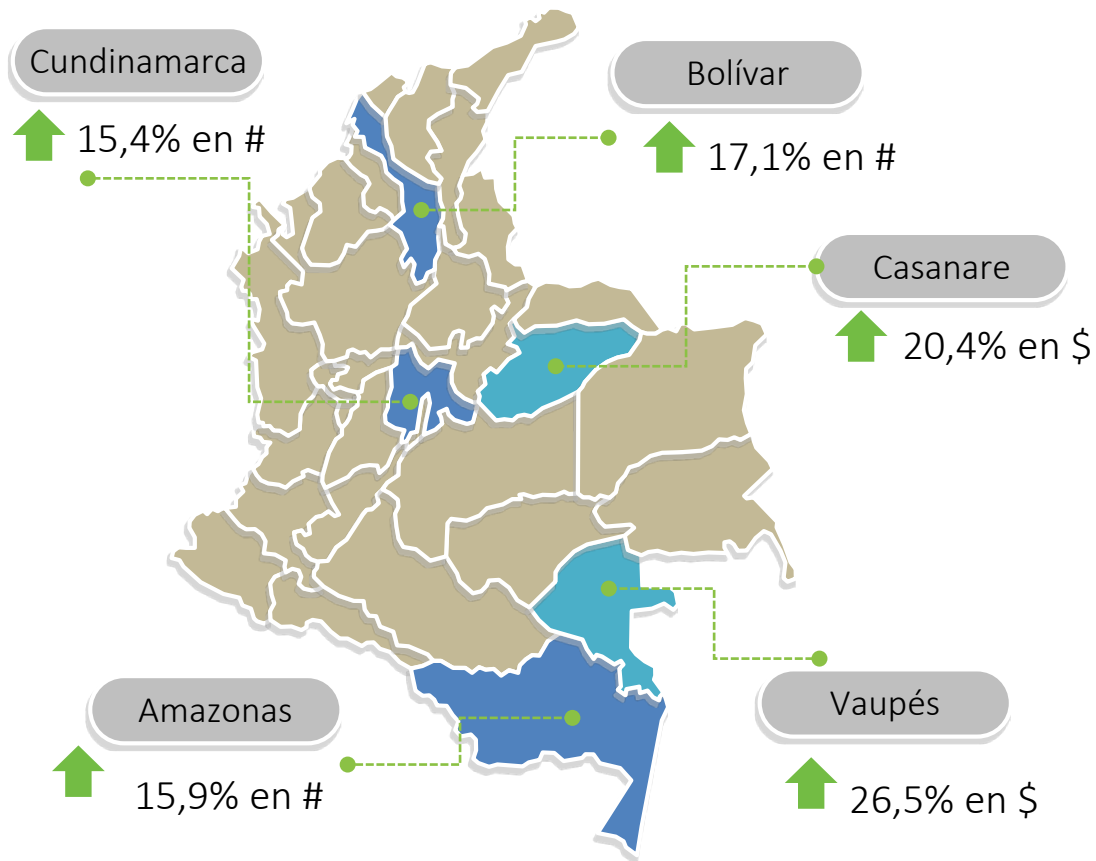 Cundinamarca
15,4% en #
Bolívar
17,1% en #
Casanare
20,4% en $
Amazonas
15,9% en #
Vaupés
26,5% en $